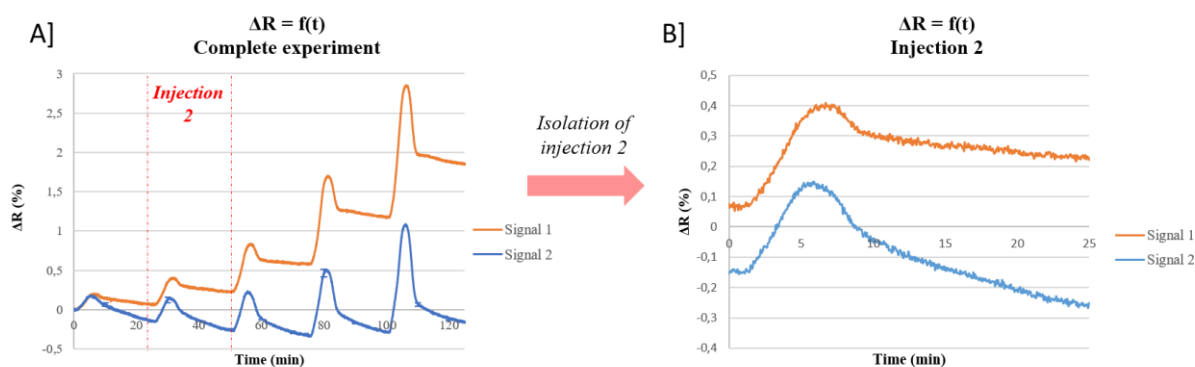 A]
ΔR = f(t)
Complete experiment
3
2,5
2
1,5
1
0,5
0
-0,5
ΔR (%)
Injection
2
0
20
40
60
80
100
120
Time (min)
Signal 1
Signal 2
Isolation of
injection 2
B]
ΔR = f(t)
Injection 2
0,5
0,4
0,3
0,2
0,1
0
-0,1
-0,2
-0,3
-0,4
ΔR (%)
0
5
10
15
20
25
Time (min)
Signal 1
Signal 2